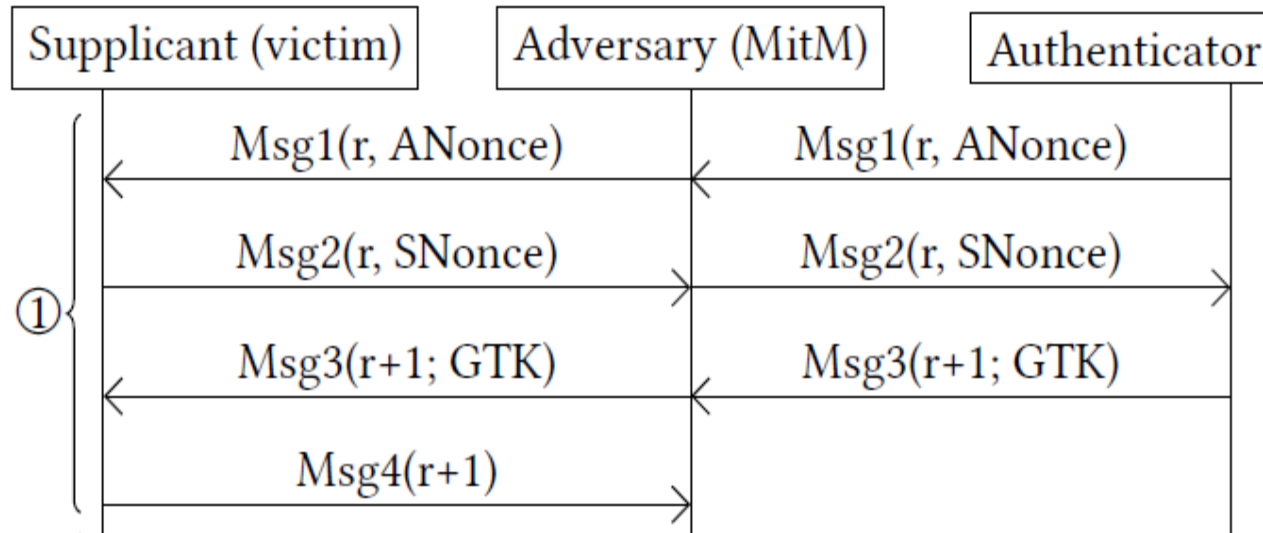 Supplicant (victim)
Adversary (MitM)
Authenticator
Msg1(r, ANonce)
Msg1(r, ANonce)
Msg2(r, SNonce)
Msg2(r, SNonce)
①
Msg3(r+1; GTK)
Msg3(r+1; GTK)
Msg4(r+1)